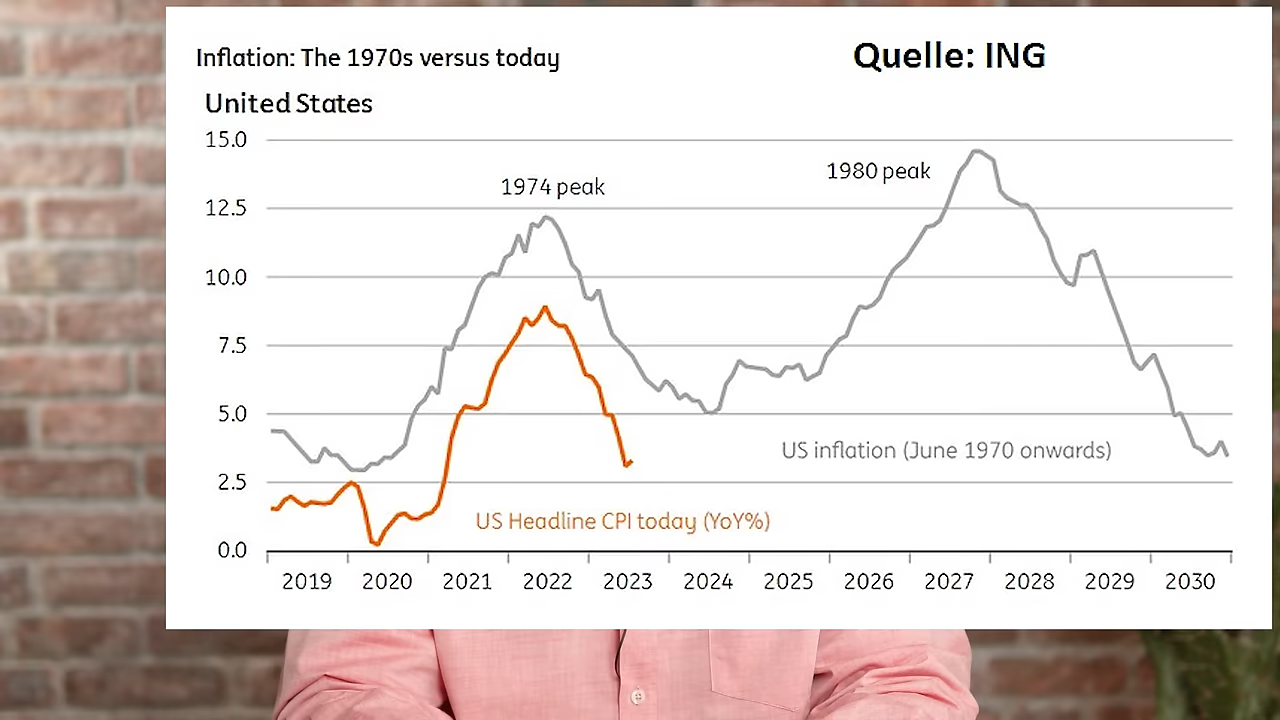 Inflation: The 1970s versus today
Quelle: ING
United States
15.0
1974 peak
1980 peak
12.5
10.0
7.5
5.0
US inflation (June 1970 onwards)
2.5
US Headline CPI today (YoY%)
0.0
2019 2020 2021 2022 2023 2024 2025 2026 2027 2028 2029 2030